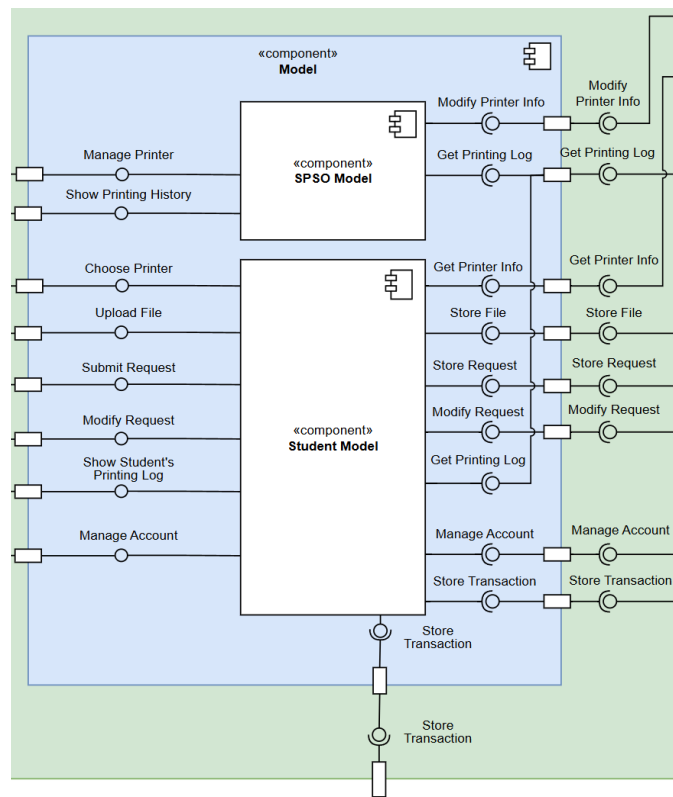 «component»
Model
Modify Printer Info
Modify
Printer Info
«component»
SPSO Model
Manage Printer
Get Printing Log
Get Printing Log
Show Printing History
Choose Printer
Get Printer Info
Get Printer Info
Upload File
Store File
Store File
Submit Request
Store Request
Store Request
Modify Request
Modify Request
Modify Request
«component»
Student Model
Show Student's
Printing Log
Get Printing Log
Manage Account
Manage Account
Manage Account
Store Transaction
Store Transaction
Store
Transaction
Store
Transaction